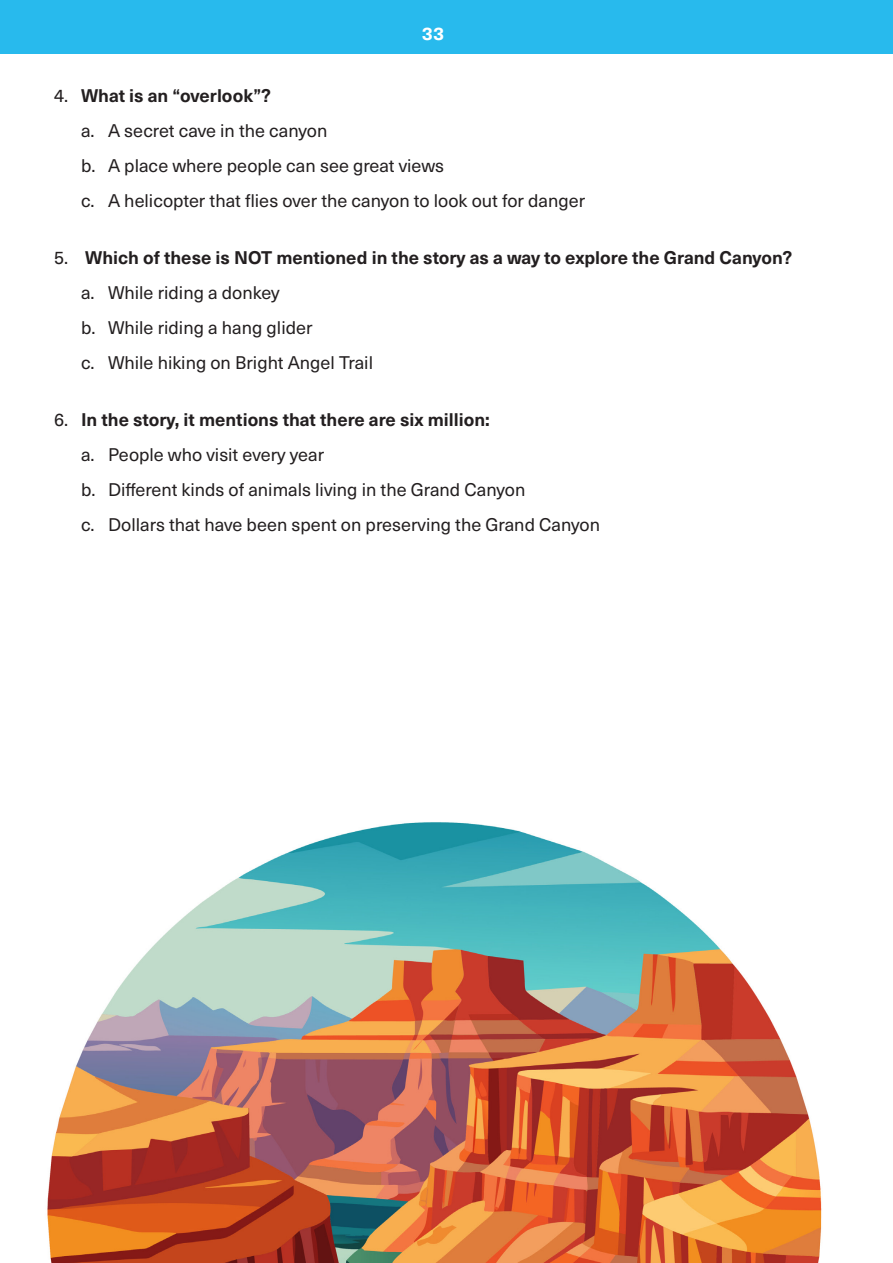 33
4. What is an “overlook”?
a. A secret cave in the canyon
b. A place where people can see great views
c. A helicopter that flies over the canyon to look out for danger
5. Which of these is NOT mentioned in the story as a way to explore the Grand Canyon?
a. While riding a donkey
b. While riding a hang glider
c. While hiking on Bright Angel Trail
6. In the story, it mentions that there are six million:
a. People who visit every year
b. Different kinds of animals living in the Grand Canyon
c. Dollars that have been spent on preserving the Grand Canyon